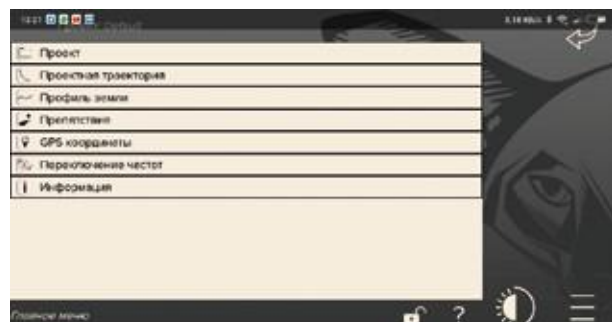 Проект
Проектная траектория
Профиль земли
Препятствия
GPS координаты
Переключение частот
Информация
Главное меню
?